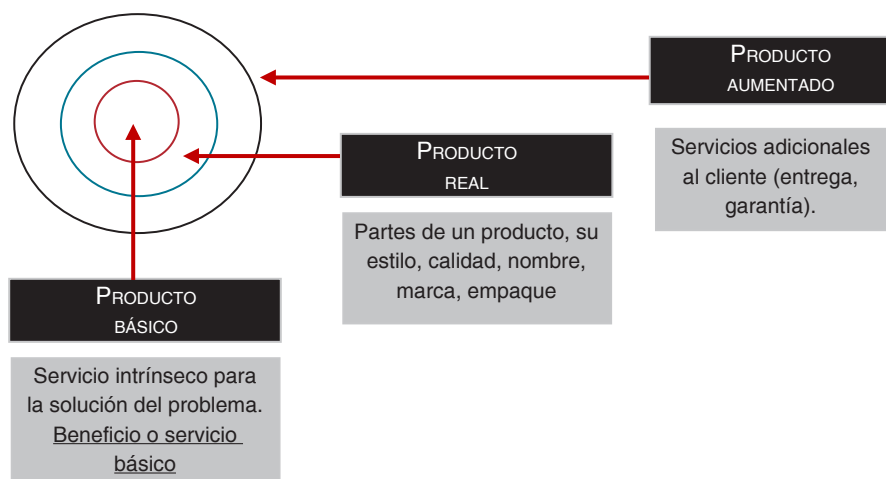 PRODUCTO
AUMENTADO
Servicios adicionales
al cliente (entrega,
garantía).
PRODUCTO
REAL
Partes de un producto, su
estilo, calidad, nombre,
marca, empaque
PRODUCTO
BÁSICO
Servicio intrínseco para
la solución del problema.
Beneficio o servicio
básico